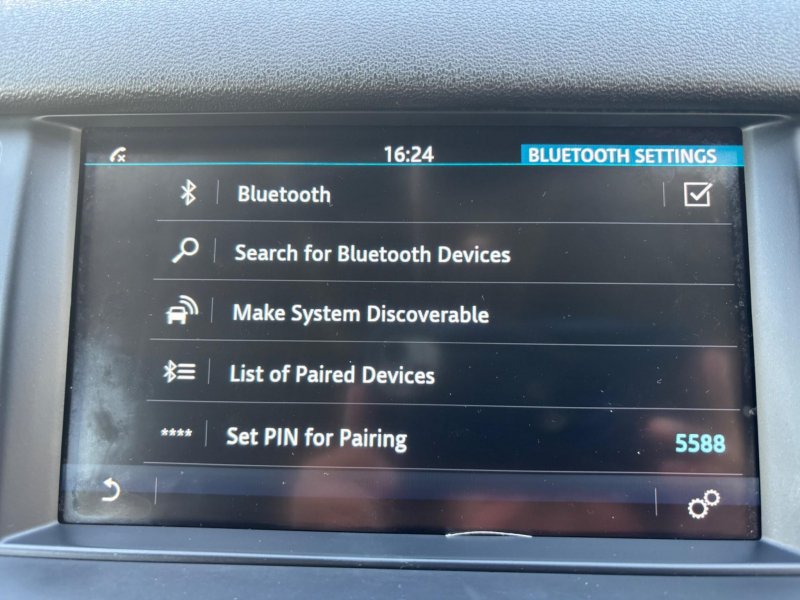 16:24
BLUETOOTH SETTINGS
Bluetooth
Search for Bluetooth Devices
Make System Discoverable
List of Paired Devices
**** Set PIN for Pairing 5588